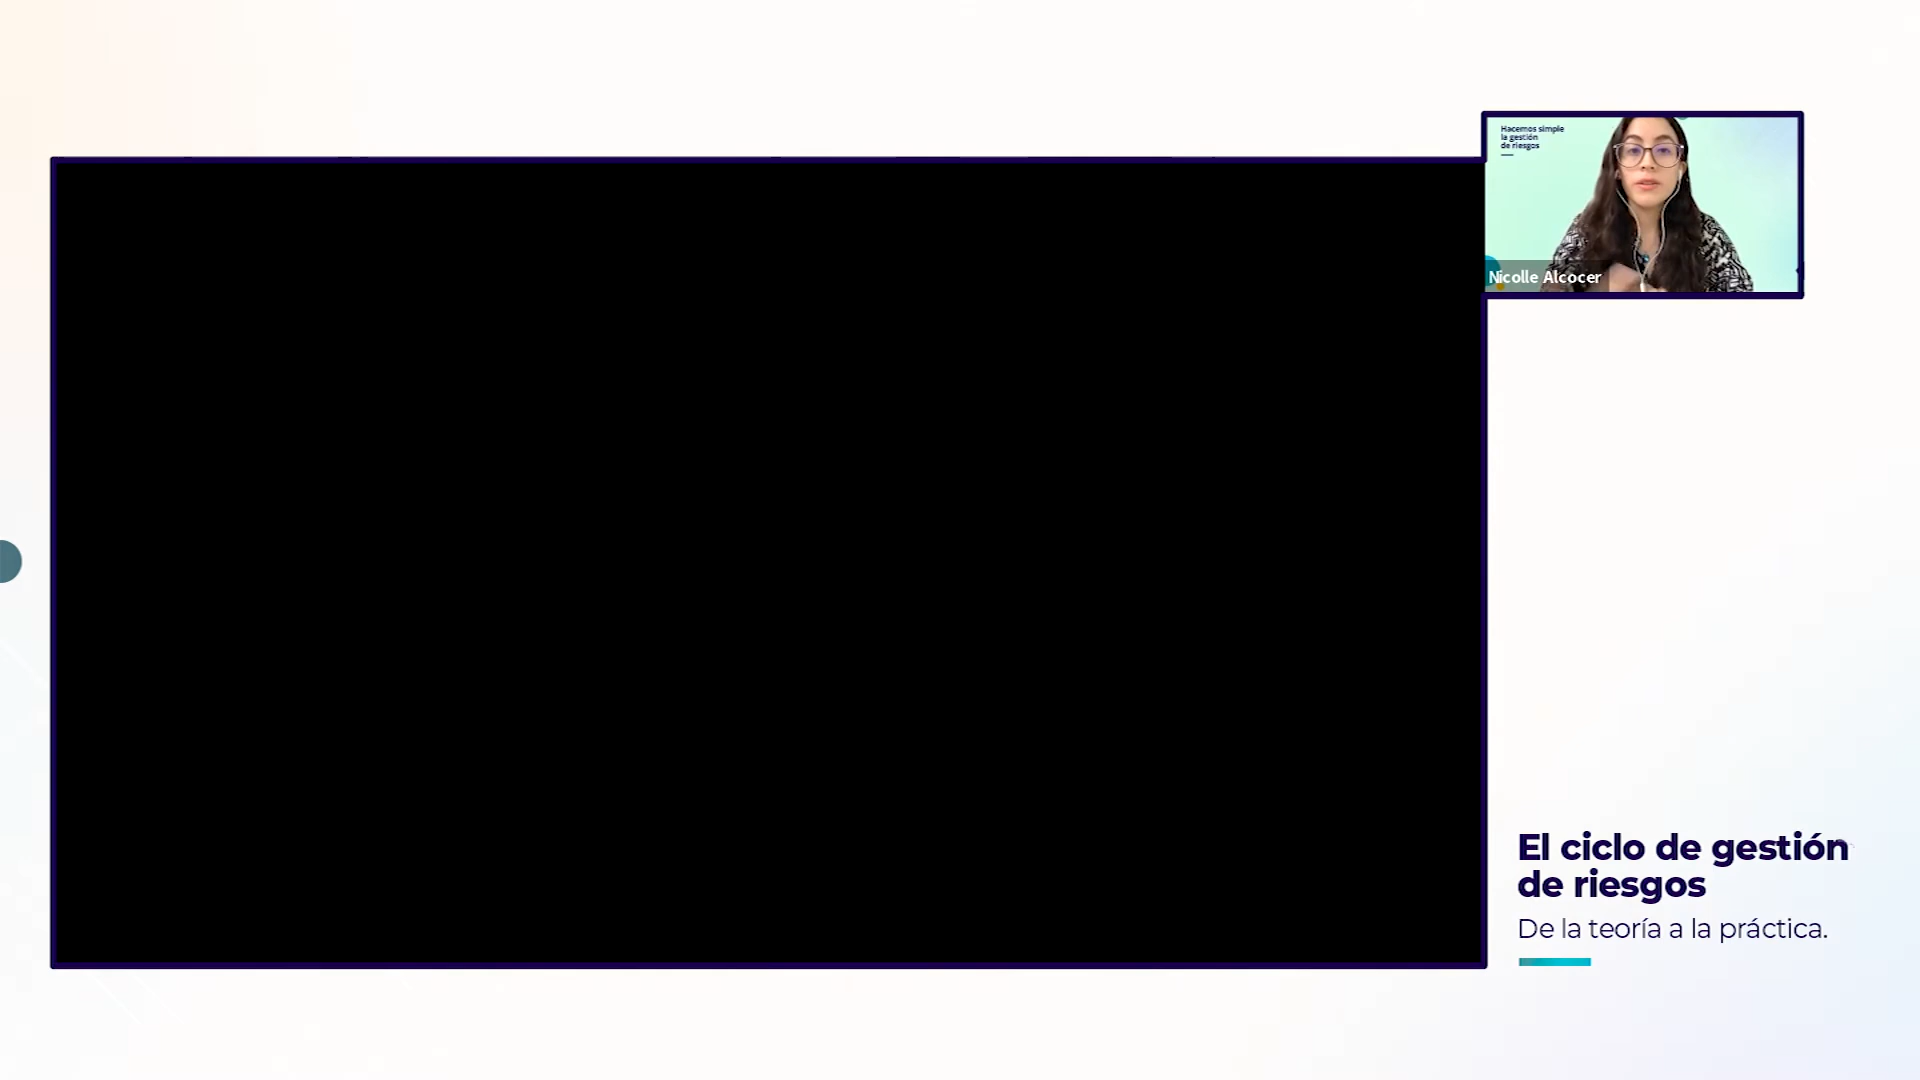 Hacemos simple
la gestión
de riesgos
Nicolle Alcocer
El ciclo de gestión
de riesgos
De la teoría a la práctica.